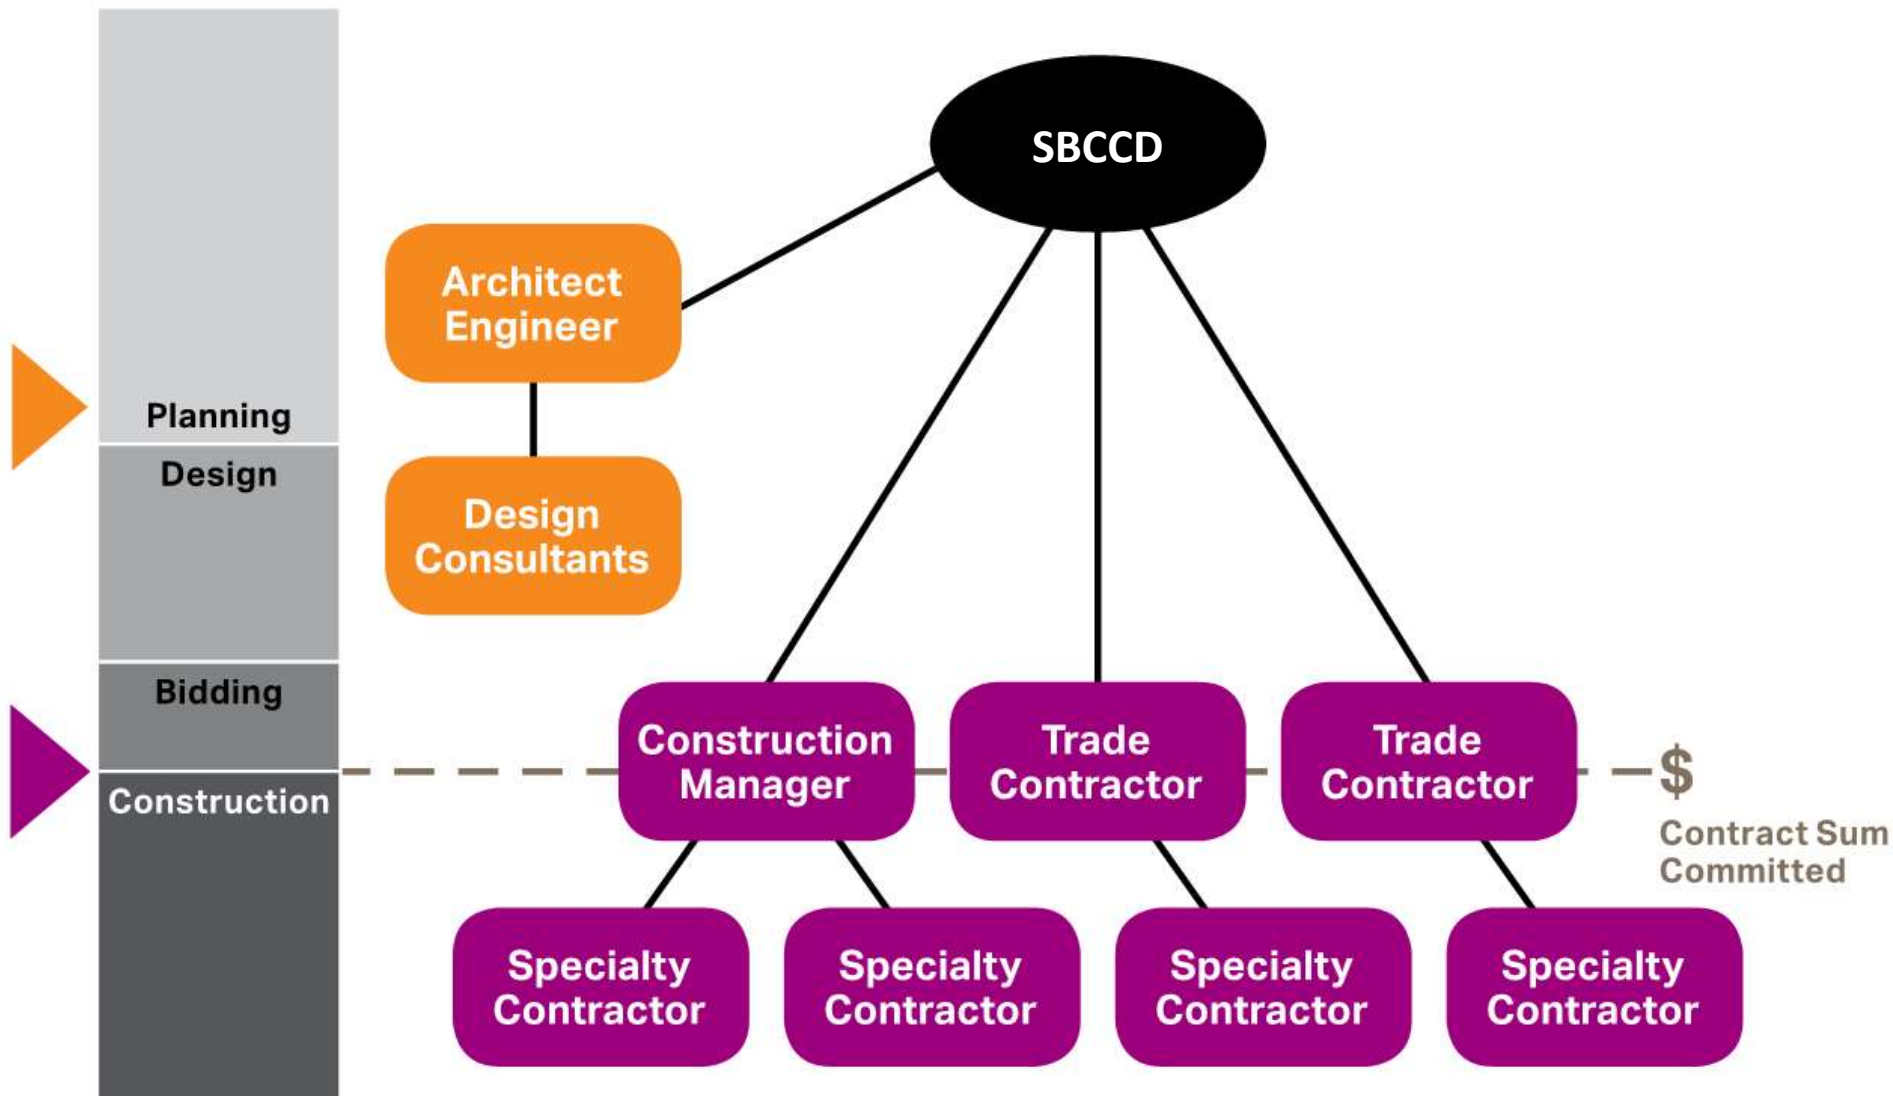 SBCCD
Architect
Engineer
Planning
Design
Design
Consultants
Bidding
Construction
Manager
Trade
Contractor
Trade
Contractor
$
Construction
Contract Sum
Committed
Specialty
Contractor
Specialty
Contractor
Specialty
Contractor
Specialty
Contractor